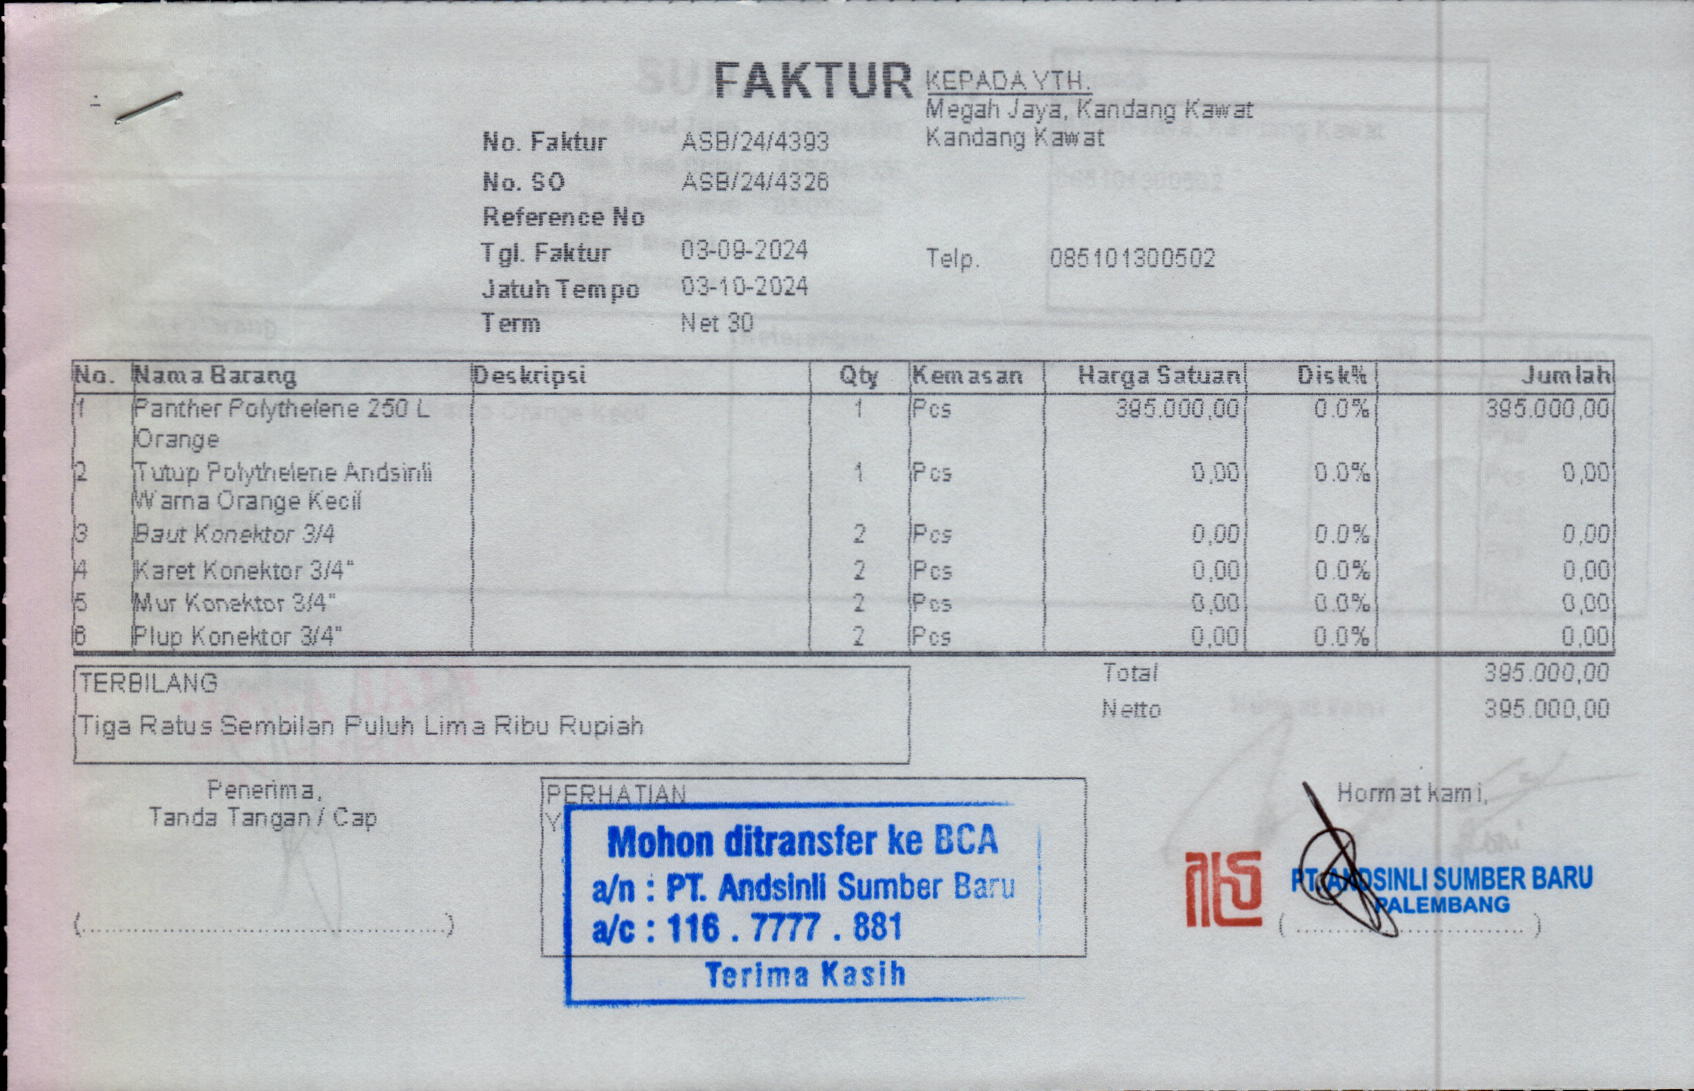 FAKTUR
KEPADA YTH.
Megah Jaya, Kandang Kawat
Kandang Kawat
No. Faktur ASB/24/4393
No. SO ASB/24/4326
Reference No
Tgl. Faktur 03-09-2024
Telp. 085101300502
Jatuh Tempo 03-10-2024
Term Net 30
No. Nama Barang Deskripsi Qty Kemasan Harga Satuan Disk% Jumlah
1 Panther Polythelene 250 L 1 Pcs 395.000,00 0.0% 395.000,00
Orange
2 Tutup Polythelene Andsinli 1 Pcs 0,00 0.0% 0,00
Warna Orange Kecil
3 Baut Konektor 3/4 2 Pcs 0,00 0.0% 0,00
4 Karet Konektor 3/4" 2 Pcs 0,00 0.0% 0,00
5 Mur Konektor 3/4" 2 Pcs 0,00 0.0% 0,00
6 Plup Konektor 3/4" 2 Pcs 0,00 0.0% 0,00
TERBILANG
Tiga Ratus Sembilan Puluh Lima Ribu Rupiah
Total 395.000,00
Netto 395.000,00
Penerima,
Tanda Tangan / Cap
(........................................)
PERHATIAN
Mohon ditransfer ke BCA
a/n : PT. Andsinli Sumber Baru
a/c : 116 . 7777 . 881
Terima Kasih
Hormat kami,
PT. ANDSINLI SUMBER BARU
PALEMBANG
(........................................)